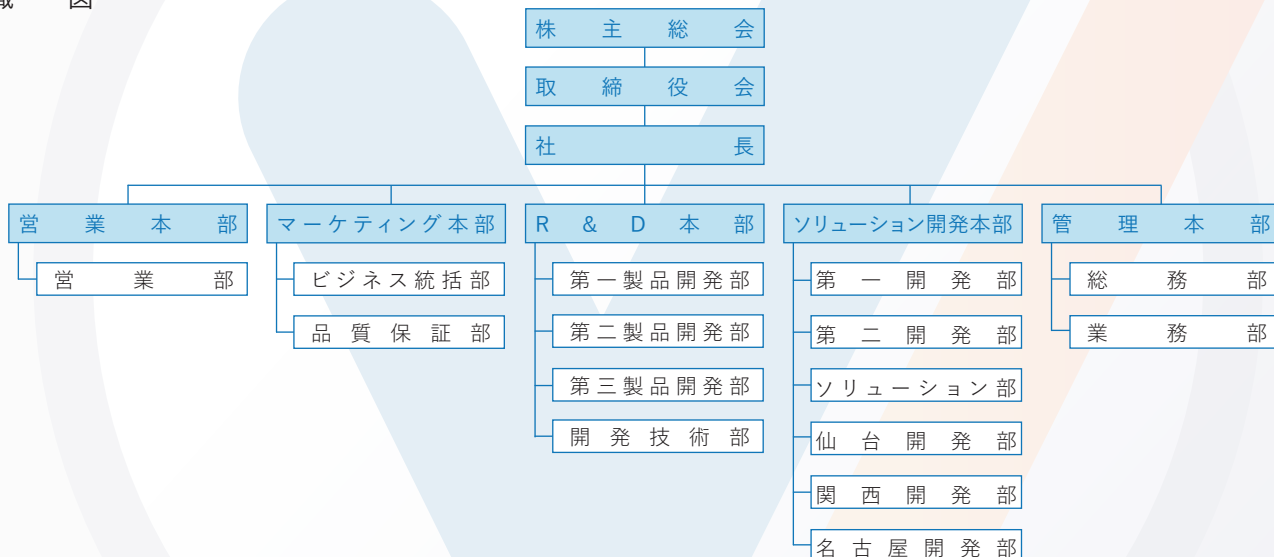 図
株主総会
取締役会
社長
営業本部
マーケティング本部
R&D本部
ソリューション開発本部
管理本部
営業部
ビジネス統括部
第一製品開発部
第一開発部
総務部
品質保証部
第二製品開発部
第二開発部
業務部
第三製品開発部
ソリューション部
開発技術部
仙台開発部
関西開発部
名古屋開発部